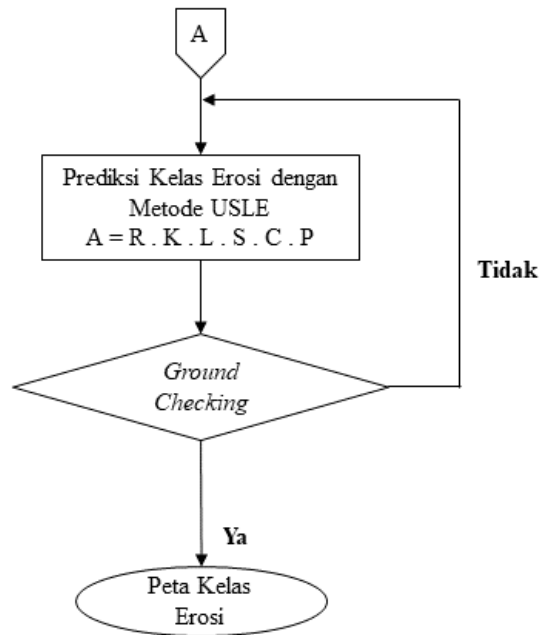 A
Prediksi Kelas Erosi dengan
Metode USLE
A = R . K . L . S . C . P
Tidak
Ground
Checking
Ya
Peta Kelas
Erosi